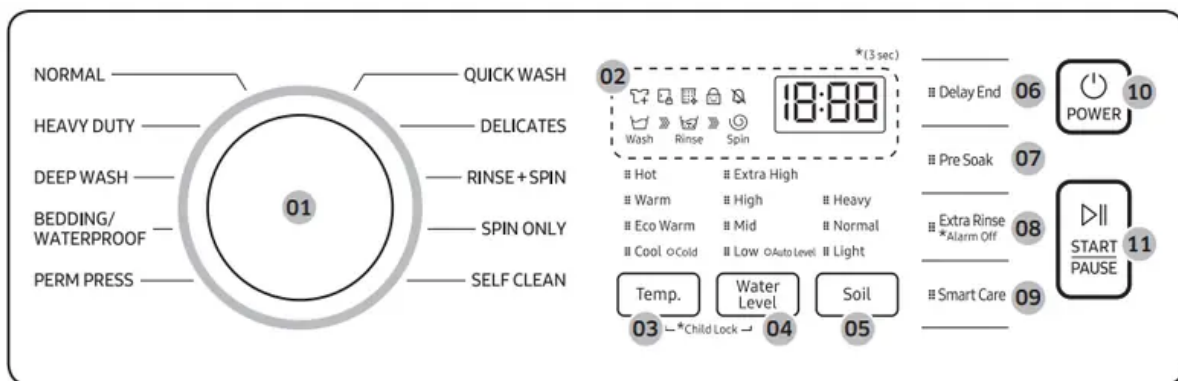 NORMAL
HEAVY DUTY
DEEP WASH
BEDDING/
WATERPROOF
PERM PRESS
01
QUICK WASH
DELICATES
RINSE + SPIN
SPIN ONLY
SELF CLEAN
*(3 sec)
02
18:88
Wash Rinse Spin
Hot
Warm
Eco Warm
Cool Cold
Extra High
High
Mid
Low Auto Level
Heavy
Normal
Light
Temp.
Water
Level
Soil
03 *Child Lock 04
05
Delay End 06
Pre Soak 07
Extra Rinse 08
*Alarm Off
Smart Care 09
POWER
10
START
PAUSE
11